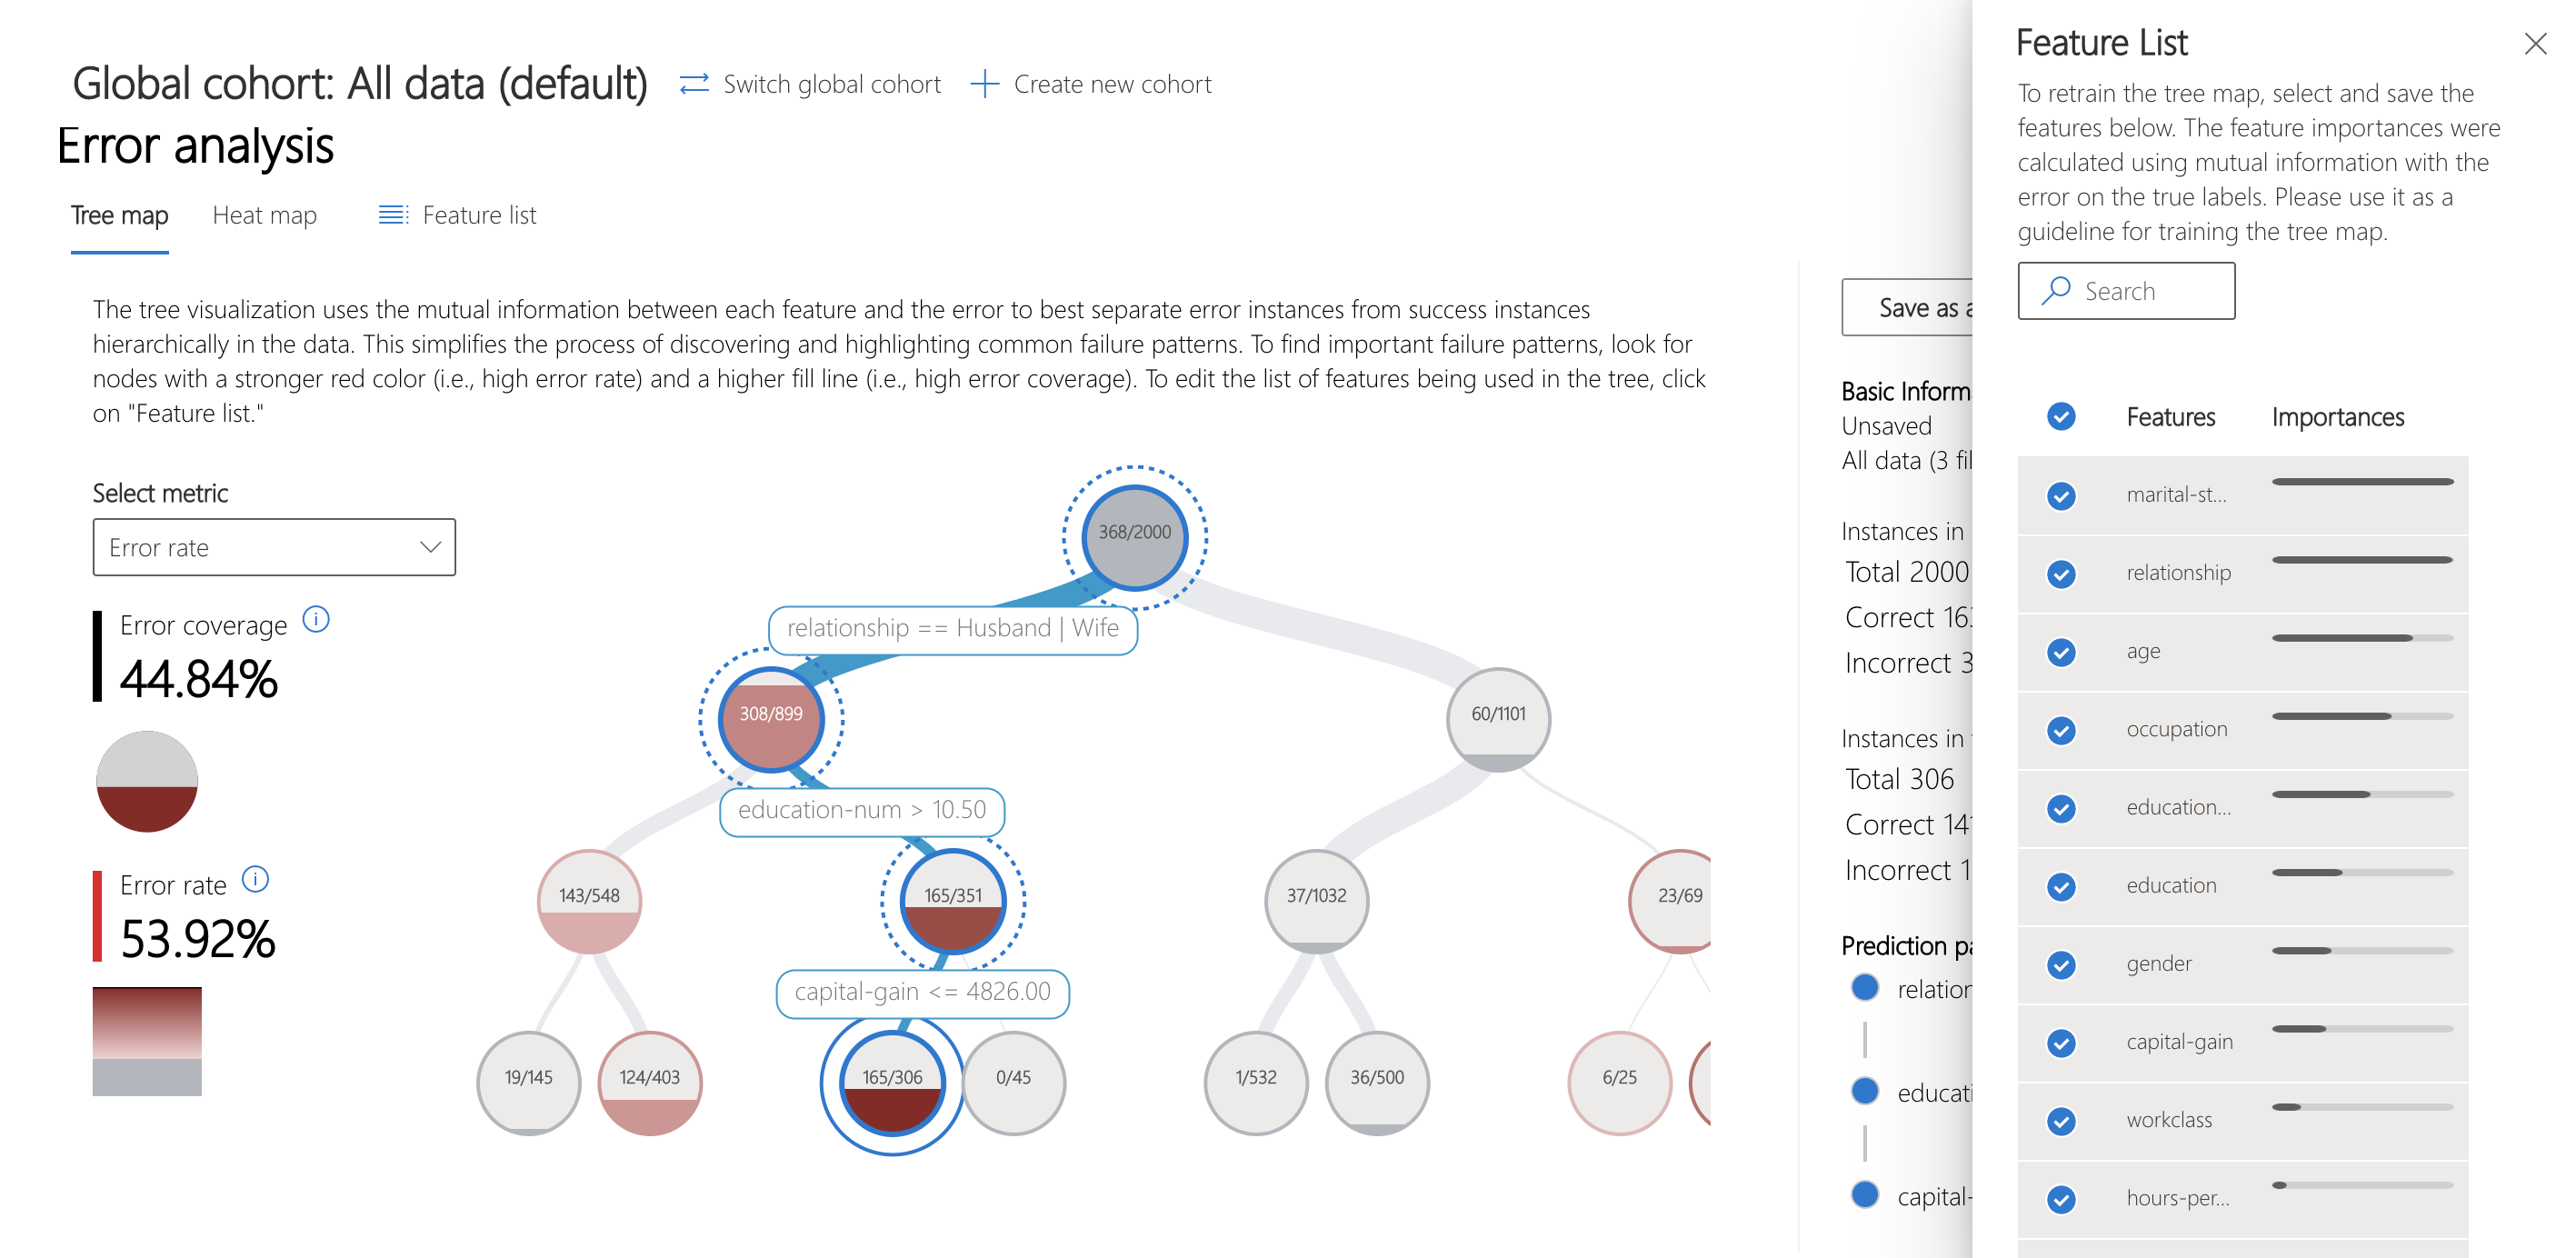 Global cohort: All data (default)
Switch global cohort
Create new cohort
Error analysis
Tree map
Heat map
Feature list
The tree visualization uses the mutual information between each feature and the error to best separate error instances from success instances
hierarchically in the data. This simplifies the process of discovering and highlighting common failure patterns. To find important failure patterns, look for
nodes with a stronger red color (i.e., high error rate) and a higher fill line (i.e., high error coverage). To edit the list of features being used in the tree, click
on "Feature list."
Select metric
Error rate
Error coverage
44.84%
Error rate
53.92%
368/2000
relationship == Husband | Wife
308/899
60/1101
education-num > 10.50
143/548
165/351
37/1032
23/69
capital-gain <= 4826.00
19/145
124/403
165/306
0/45
1/532
36/500
6/25
Save as
Basic
Unsaved
All data (3
Instances in
Total 2000
Correct
Incorrect
Instances in
Total 306
Correct
Incorrect
Prediction
Feature List
To retrain the tree map, select and save the
features below. The feature importances were
calculated using mutual information with the
error on the true labels. Please use it as a
guideline for training the tree map.
Search
Features
Importances
marital-st...
relationship
age
occupation
education...
education
gender
capital-gain
workclass
hours-per...